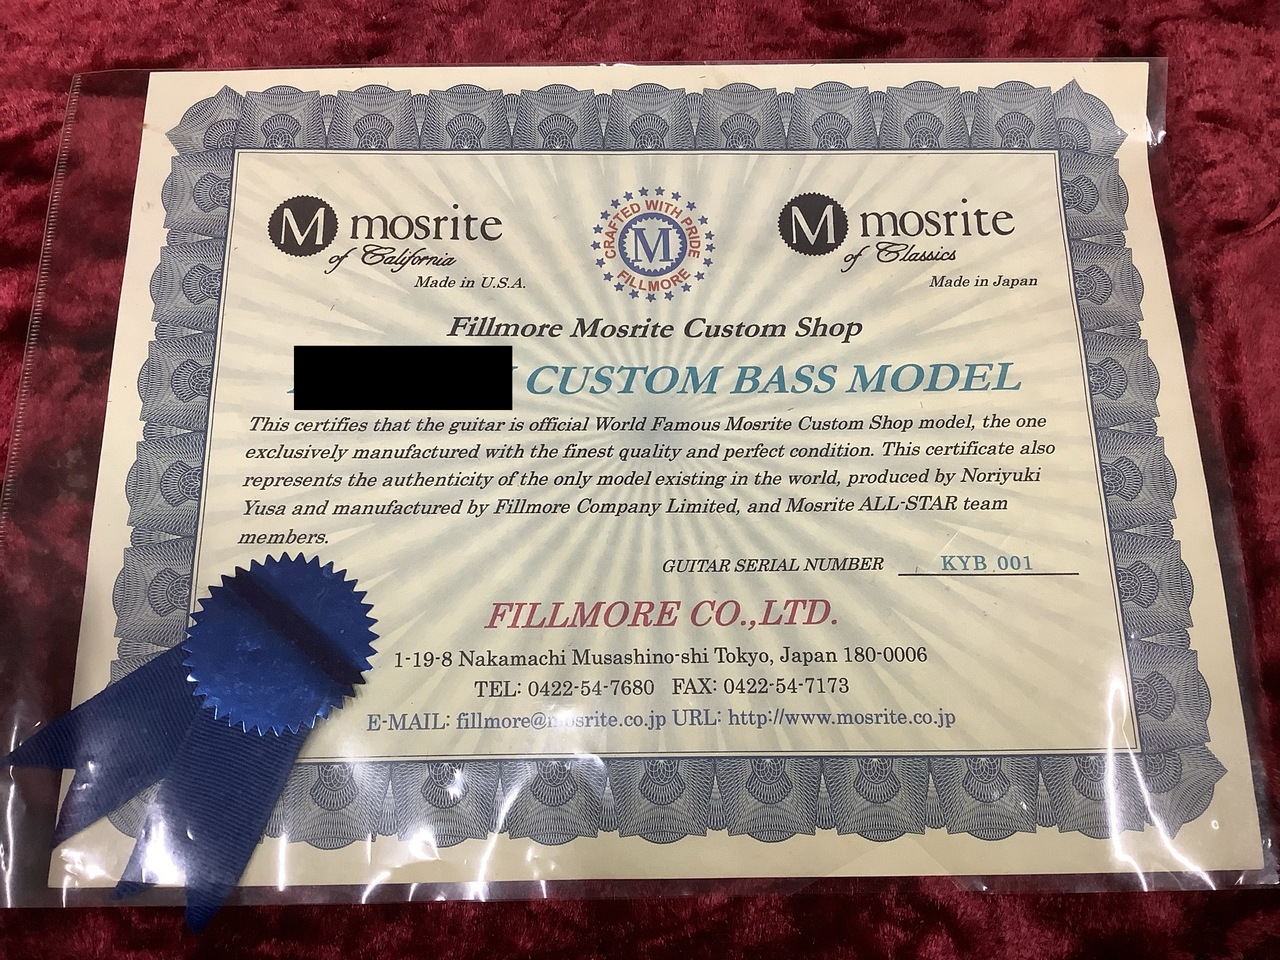 M mosrite
of California
Made in U.S.A.
CRAFTED WITH PRIDE
M
FILLMORE
M mosrite
of Classics
Made in Japan
Fillmore Mosrite Custom Shop
CUSTOM BASS MODEL
This certifies that the guitar is official World Famous Mosrite Custom Shop model, the one
exclusively manufactured with the finest quality and perfect condition. This certificate also
represents the authenticity of the only model existing in the world, produced by Noriyuki
Yusa and manufactured by Fillmore Company Limited, and Mosrite ALL-STAR team
members.
GUITAR SERIAL NUMBER KYB 001
FILLMORE CO.,LTD.
1-19-8 Nakamachi Musashino-shi Tokyo, Japan 180-0006
TEL: 0422-54-7680 FAX: 0422-54-7173
E-MAIL: fillmore@mosrite.co.jp URL: http://www.mosrite.co.jp